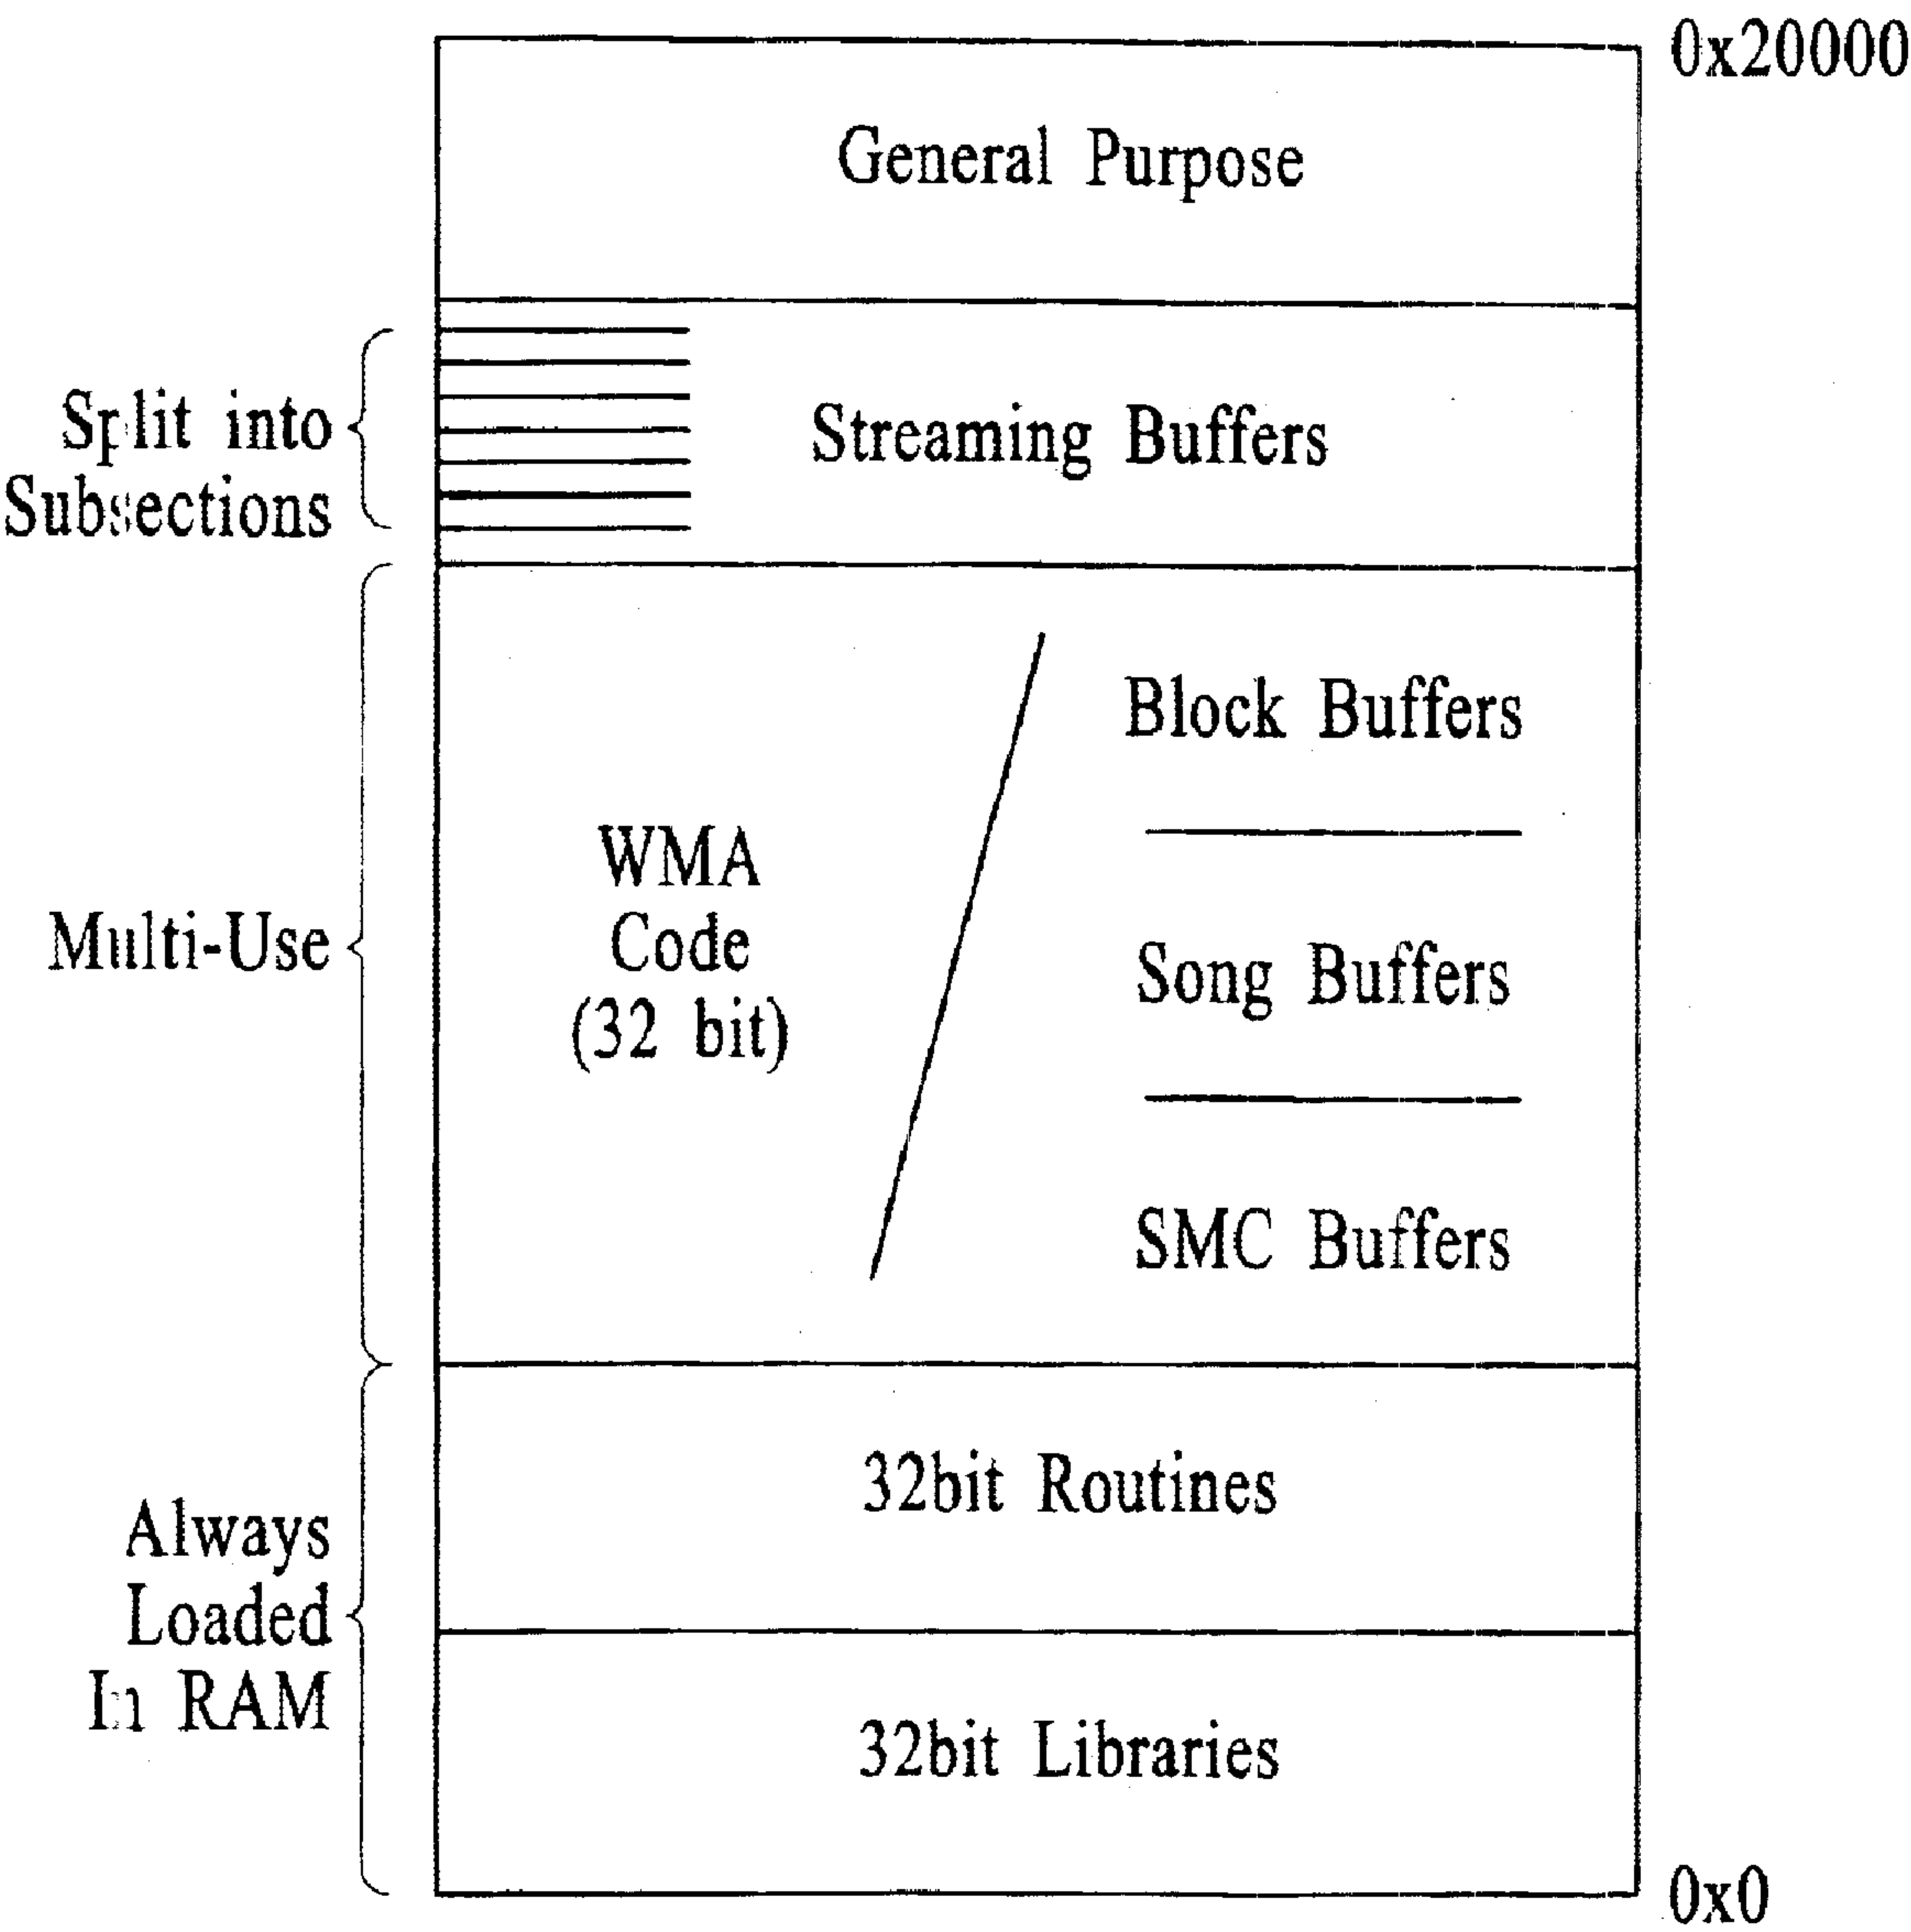 0x20000
General Purpose
Split into
Subsections
Streaming Buffers
Multi-Use
WMA
Code
(32 bit)
Block Buffers
Song Buffers
SMC Buffers
Always
Loaded
In RAM
32bit Routines
32bit Libraries
0x0